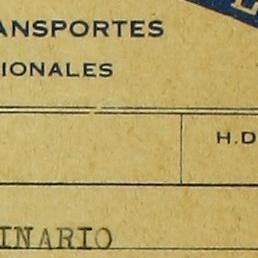 ANSPORTES
IONALES
H.D
INARIO